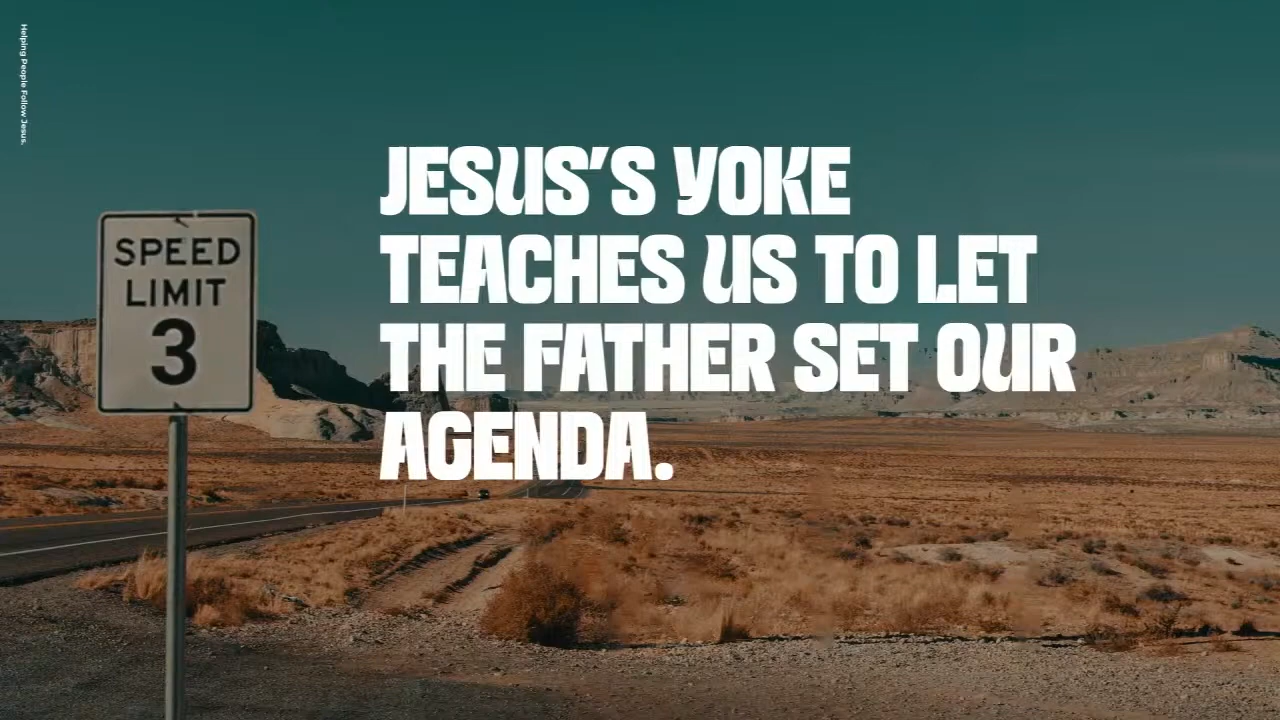 Helping People Follow Jesus.
SPEED
LIMIT
3
JESUS'S YOKE
TEACHES US TO LET
THE FATHER SET OUR
AGENDA.